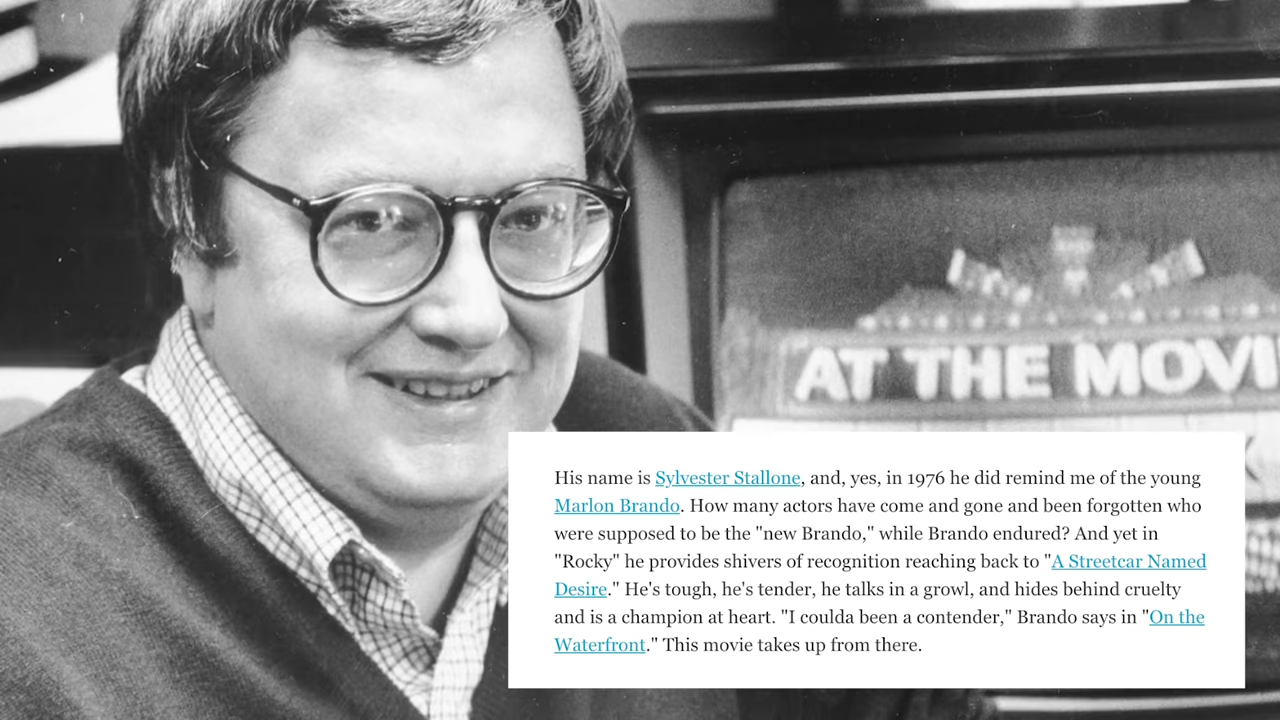 AT THE MOVI
His name is Sylvester Stallone, and, yes, in 1976 he did remind me of the young
Marlon Brando. How many actors have come and gone and been forgotten who
were supposed to be the "new Brando," while Brando endured? And yet in
"Rocky" he provides shivers of recognition reaching back to "A Streetcar Named
Desire." He's tough, he's tender, he talks in a growl, and hides behind cruelty
and is a champion at heart. "I coulda been a contender," Brando says in "On the
Waterfront." This movie takes up from there.